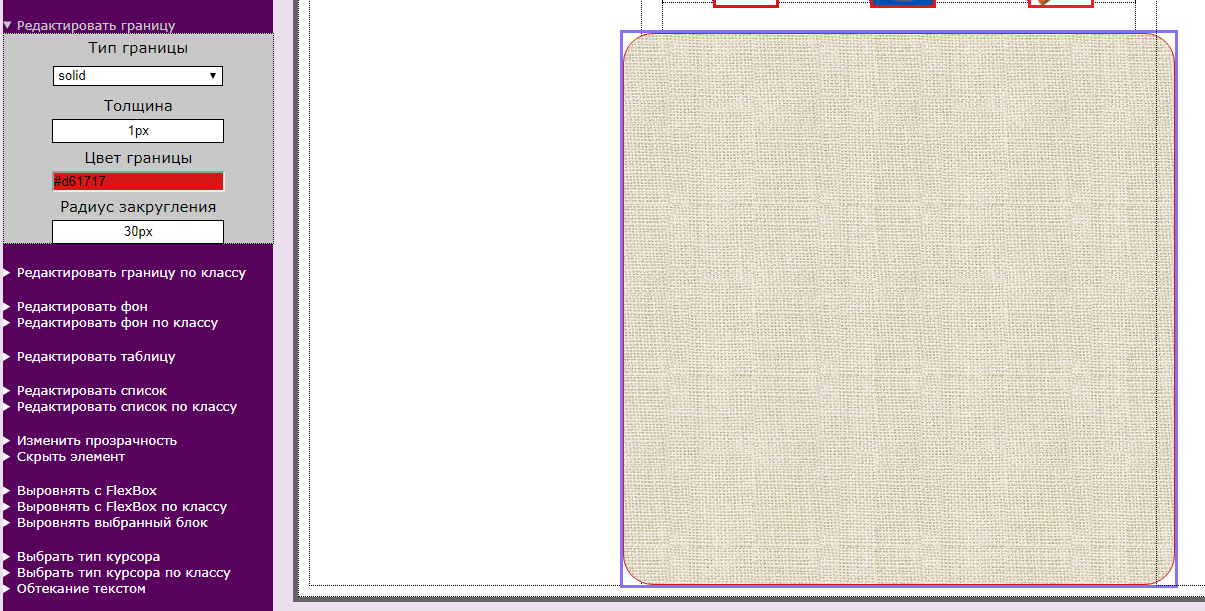 Редактировать границу
Тип границы
solid
Толщина
1px
Цвет границы
#d61717
Радиус закругления
30px
Редактировать границу по классу
Редактировать фон
Редактировать фон по классу
Редактировать таблицу
Редактировать список
Редактировать список по классу
Изменить прозрачность
Скрыть элемент
Выровнять с FlexBox
Выровнять с FlexBox по классу
Выровнять выбранный блок
Выбрать тип курсора
Выбрать тип курсора по классу
Обтекание текстом